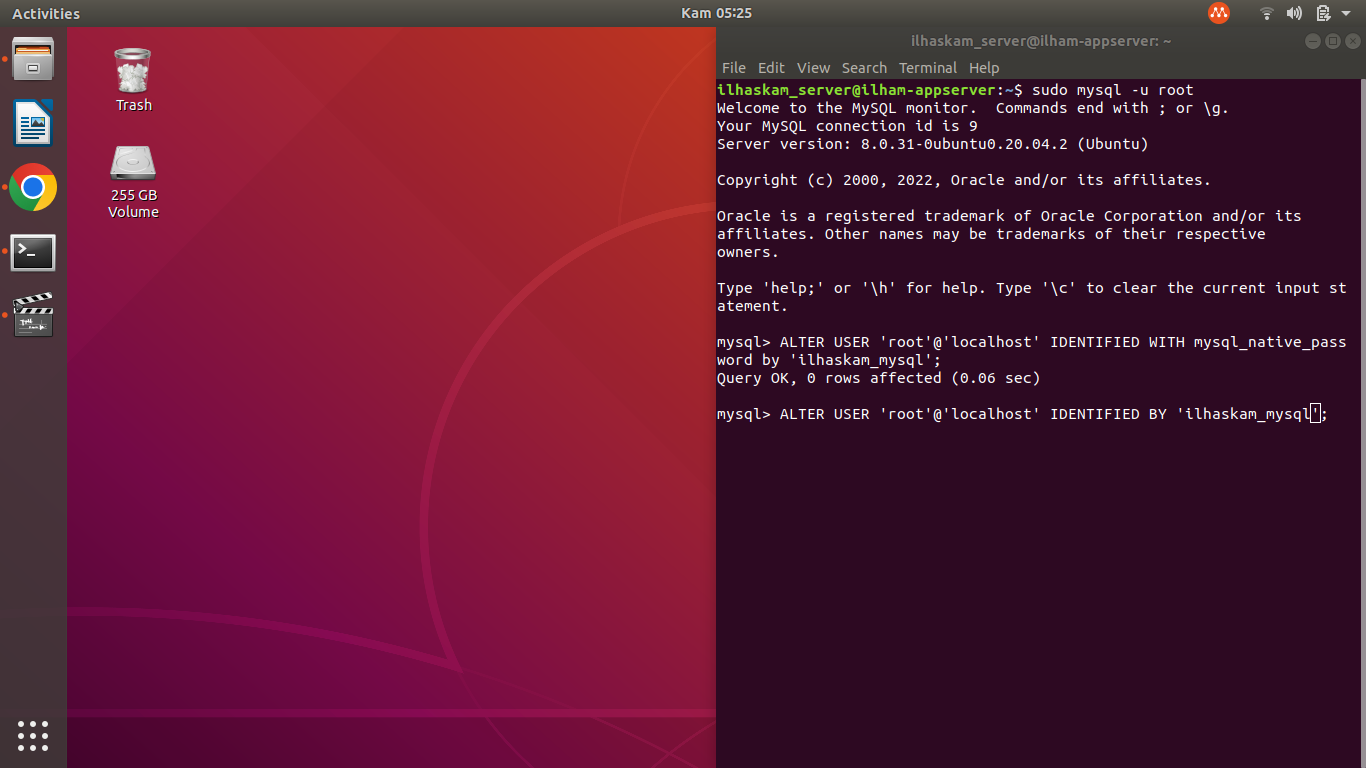 Activities
Kam 05:25
Trash
255 GB
Volume
ilhaskam_server@ilham-appserver: ~
File Edit View Search Terminal Help
ilhaskam_server@ilham-appserver:~$ sudo mysql -u root
Welcome to the MySQL monitor.  Commands end with ; or \g.
Your MySQL connection id is 9
Server version: 8.0.31-0ubuntu0.20.04.2 (Ubuntu)
Copyright (c) 2000, 2022, Oracle and/or its affiliates.
Oracle is a registered trademark of Oracle Corporation and/or its
affiliates. Other names may be trademarks of their respective
owners.
Type 'help;' or '\h' for help. Type '\c' to clear the current input st
atement.
mysql> ALTER USER 'root'@'localhost' IDENTIFIED WITH mysql_native_pass
word by 'ilhaskam_mysql';
Query OK, 0 rows affected (0.06 sec)
mysql> ALTER USER 'root'@'localhost' IDENTIFIED BY 'ilhaskam_mysql';